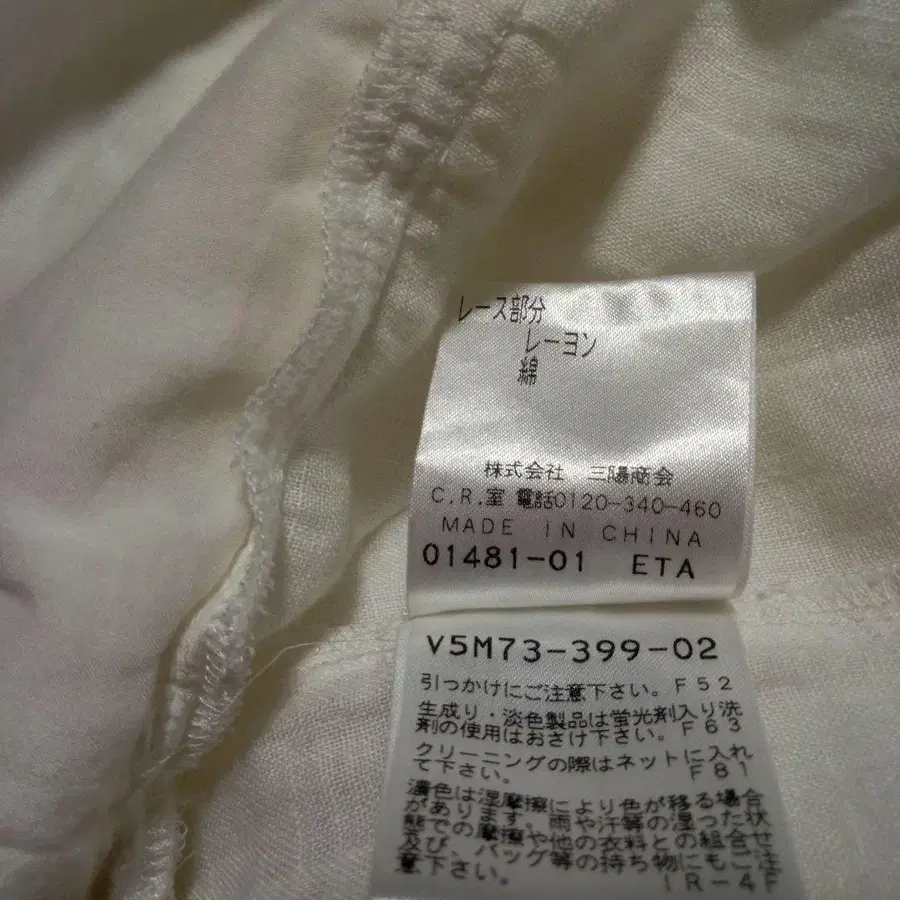 レース部分
レーヨン
綿
株式会社 三陽商会
C.R.室 電話0120-340-460
MADE IN CHINA
01481-01 ETA
V5M73-399-02
引っかけにご注意下さい。F52
生成り・淡色製品は蛍光剤入り洗
剤の使用はおさけ下さい。F63
クリーニングの際はネットに入れ
て下さい。 F81
濃色は湿摩擦により色が移る場合
があります。雨や汗等の湿った状
態での摩擦や他の衣料との組合せ
及び、バッグ等の持ち物にもご注
意下さい。 IR-4F